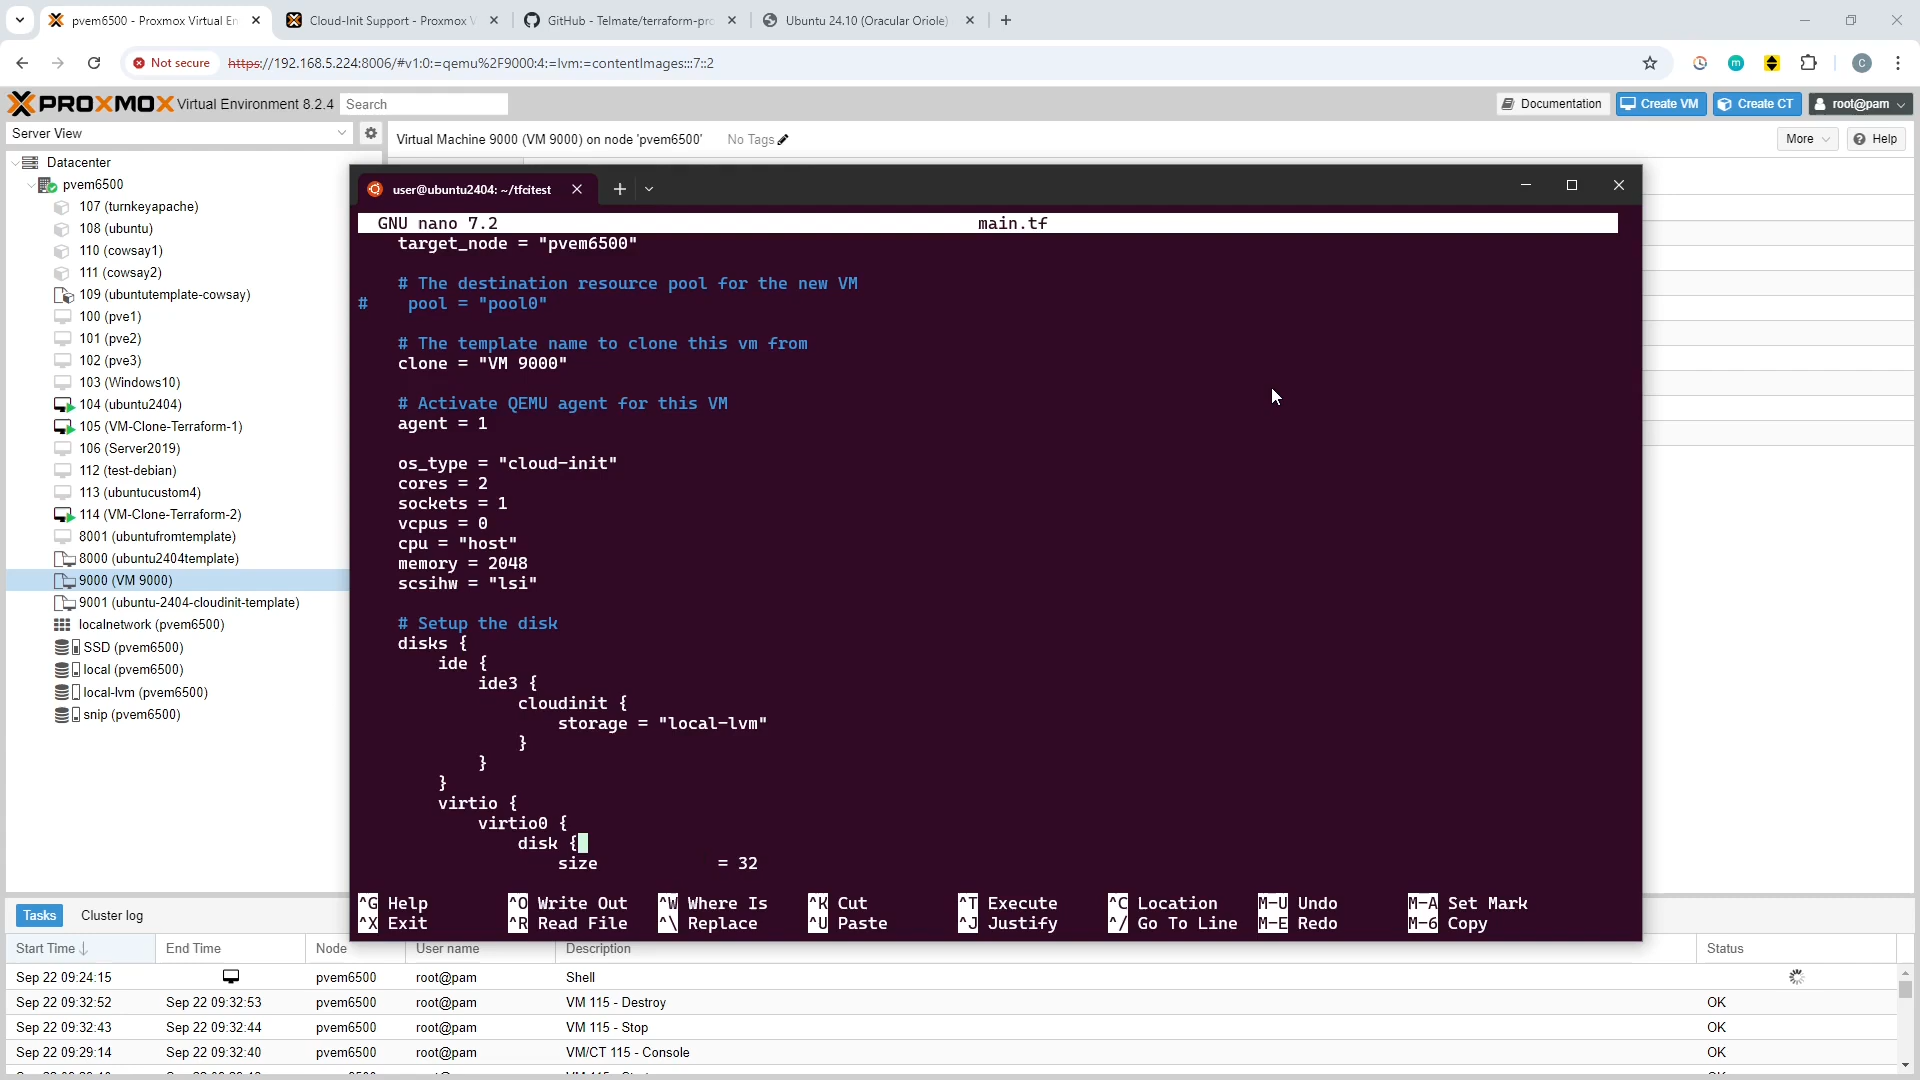 pvem6500 - Proxmox Virtual En
Cloud-Init Support - Proxmox V
GitHub - Telmate/terraform-pro
Ubuntu 24.10 (Oracular Oriole)
Not secure
https://192.168.5.224:8006/#v1:0:=qemu%2F9000:4:=lvm:=contentImages:::7::2
PROXMOX Virtual Environment 8.2.4
Search
Documentation
Create VM
Create CT
root@pam
Server View
Virtual Machine 9000 (VM 9000) on node 'pvem6500'
No Tags
More
Help
Datacenter
pvem6500
107 (turnkeyapache)
108 (ubuntu)
110 (cowsay1)
111 (cowsay2)
109 (ubuntutemplate-cowsay)
100 (pve1)
101 (pve2)
102 (pve3)
103 (Windows10)
104 (ubuntu2404)
105 (VM-Clone-Terraform-1)
106 (Server2019)
112 (test-debian)
113 (ubuntucustom4)
114 (VM-Clone-Terraform-2)
8001 (ubuntufromtemplate)
8000 (ubuntu2404template)
9000 (VM 9000)
9001 (ubuntu-2404-cloudinit-template)
localnetwork (pvem6500)
SSD (pvem6500)
local (pvem6500)
local-lvm (pvem6500)
snip (pvem6500)
user@ubuntu2404: ~/tfcitest
GNU nano 7.2 main.tf
target_node = "pvem6500"
# The destination resource pool for the new VM
# pool = "pool0"
# The template name to clone this vm from
clone = "VM 9000"
# Activate QEMU agent for this VM
agent = 1
os_type = "cloud-init"
cores = 2
sockets = 1
vcpus = 0
cpu = "host"
memory = 2048
scsihw = "lsi"
# Setup the disk
disks {
ide {
ide3 {
cloudinit {
storage = "local-lvm"
}
}
}
virtio {
virtio0 {
disk {
size = 32
^G Help ^O Write Out ^W Where Is ^K Cut ^T Execute ^C Location M-U Undo M-A Set Mark
^X Exit ^R Read File ^\ Replace ^U Paste ^J Justify ^/ Go To Line M-E Redo M-6 Copy
Tasks
Cluster log
Start Time End Time Node User name Description Status
Sep 22 09:24:15 pvem6500 root@pam Shell
Sep 22 09:32:52 Sep 22 09:32:53 pvem6500 root@pam VM 115 - Destroy OK
Sep 22 09:32:43 Sep 22 09:32:44 pvem6500 root@pam VM 115 - Stop OK
Sep 22 09:29:14 Sep 22 09:32:40 pvem6500 root@pam VM/CT 115 - Console OK